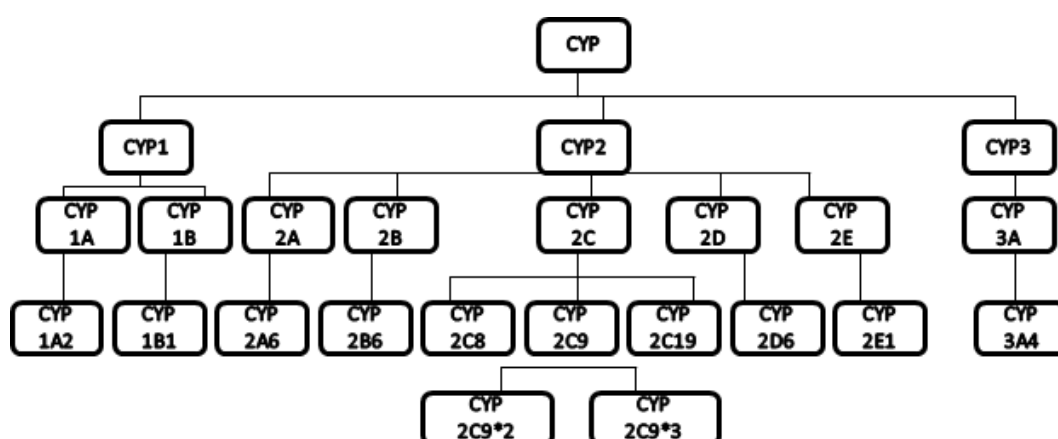 CYP
CYP1
CYP2
CYP3
CYP
1A
CYP
1B
CYP
2A
CYP
2B
CYP
2C
CYP
2D
CYP
2E
CYP
3A
CYP
1A2
CYP
1B1
CYP
2A6
CYP
2B6
CYP
2C8
CYP
2C9
CYP
2C19
CYP
2D6
CYP
2E1
CYP
3A4
CYP
2C9*2
CYP
2C9*3